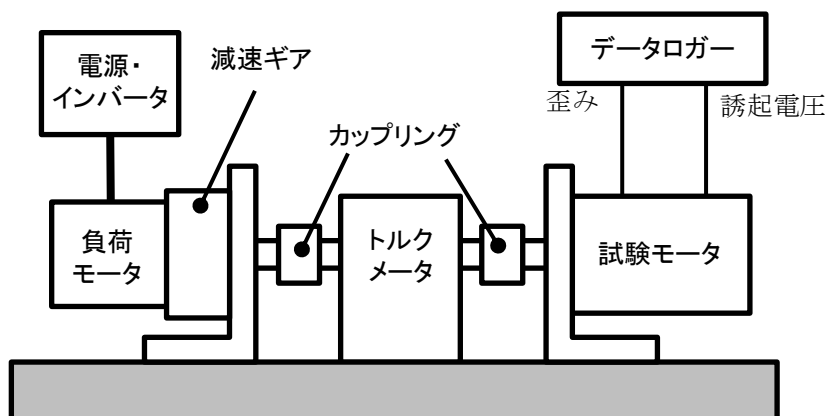 電源・
インバータ
減速ギア
データロガー
歪み
誘起電圧
カップリング
負荷
モータ
トルク
メータ
試験モータ